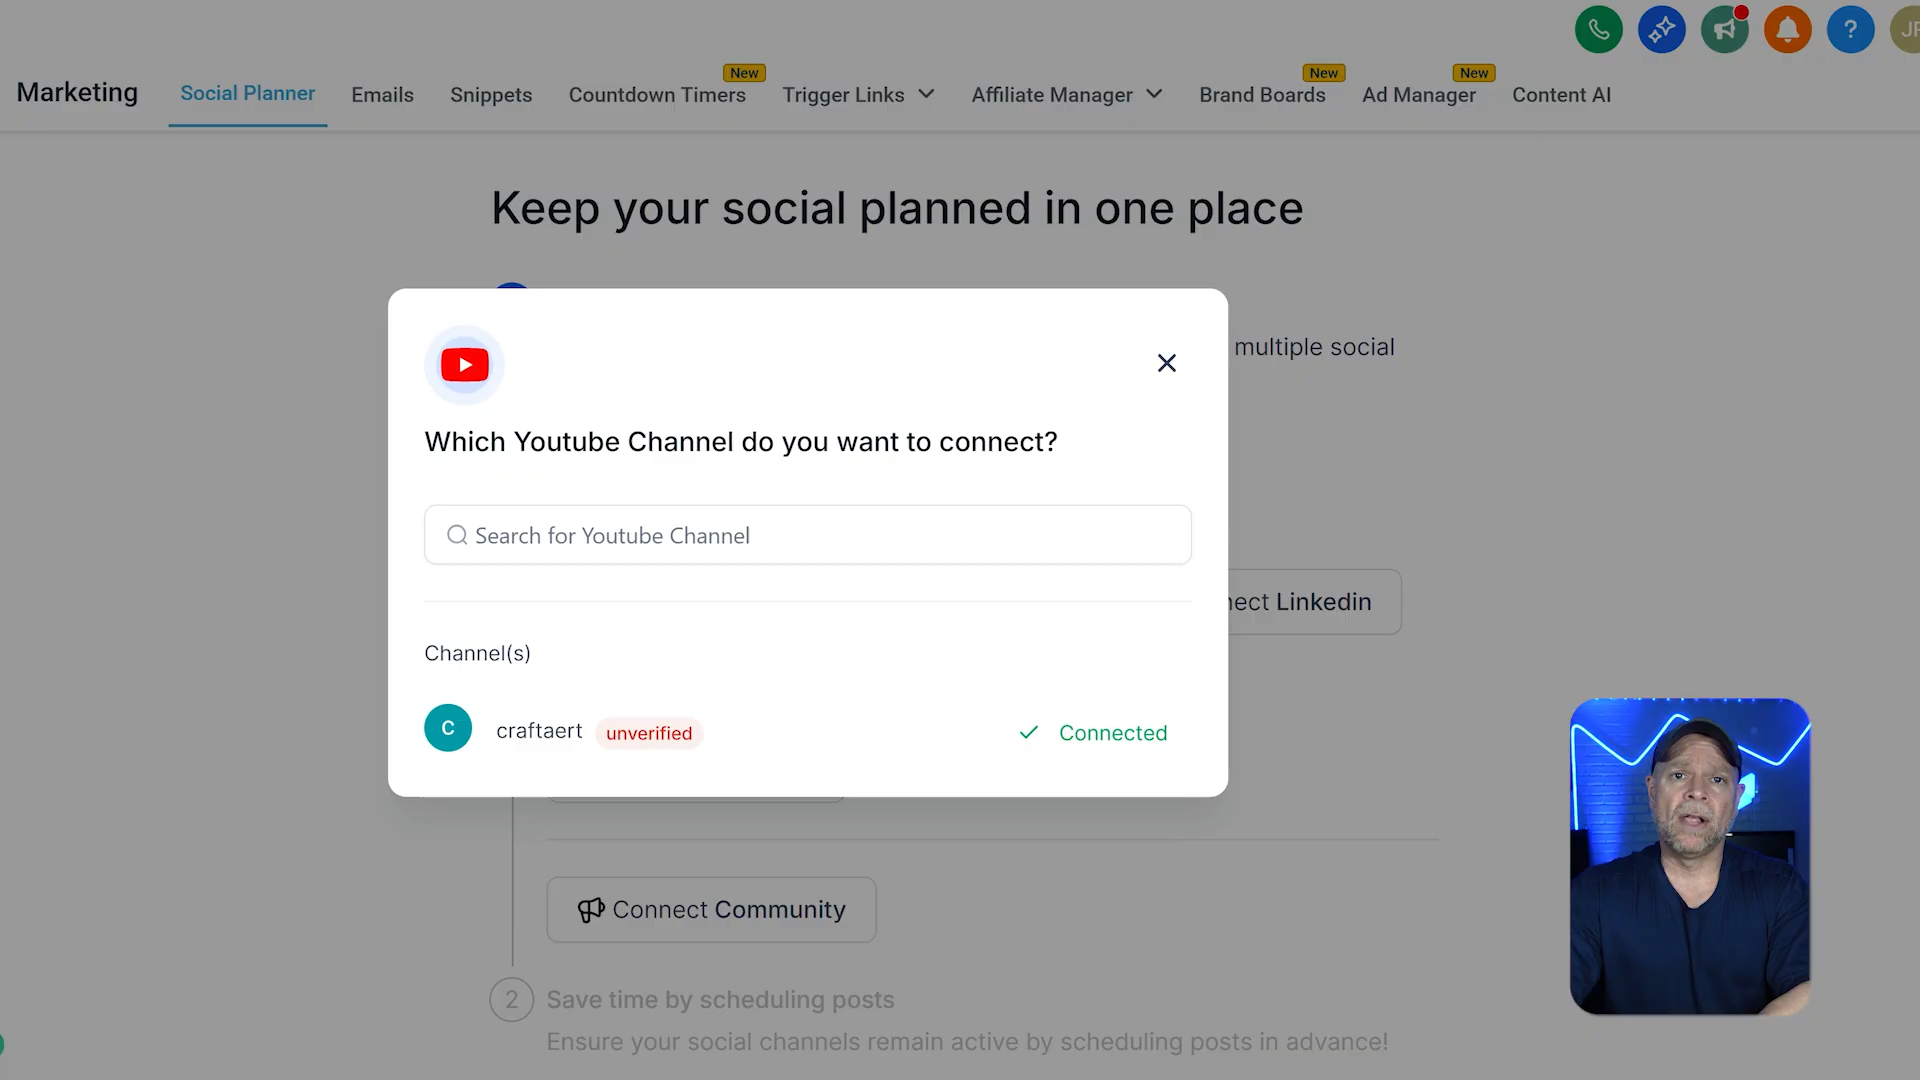 JF
New
New
New
Marketing
Social Planner
Emails
Snippets
Countdown Timers
Trigger Links
Affiliate Manager
Brand Boards
Ad Manager
Content AI
Keep your social planned in one place
multiple social
Which Youtube Channel do you want to connect?
Search for Youtube Channel
nect Linkedin
Channel(s)
C
craftaert
unverified
Connected
Connect Community
2
Save time by scheduling posts
Ensure your social channels remain active by scheduling posts in advance!